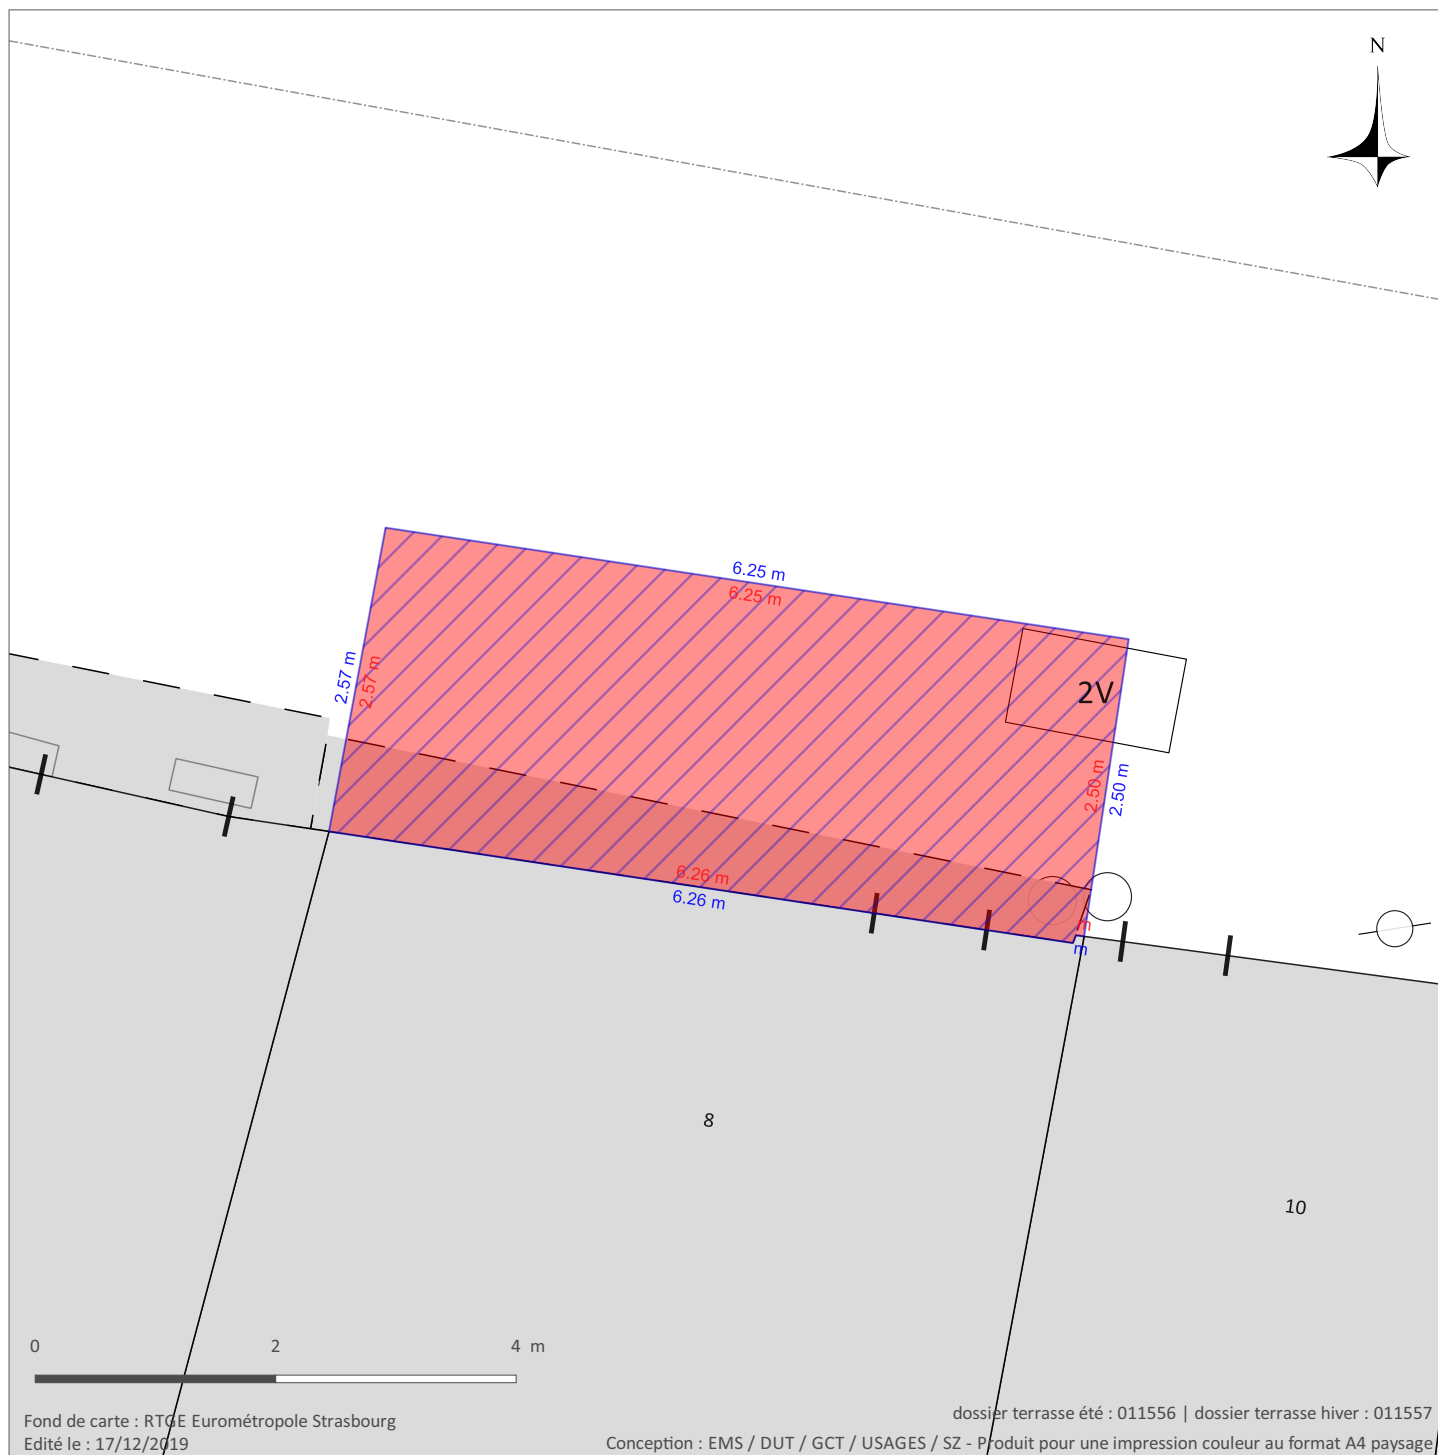 N
6.25 m
6.25 m
2.57 m
2.57 m
2V
2.50 m
2.50 m
6.26 m
6.26 m
m
8
10
0 2 4 m
Fond de carte : RTGE Eurométropole Strasbourg
Edité le : 17/12/2019
dossier terrasse été : 011556 | dossier terrasse hiver : 011557
Conception : EMS / DUT / GCT / USAGES / SZ - Produit pour une impression couleur au format A4 paysage